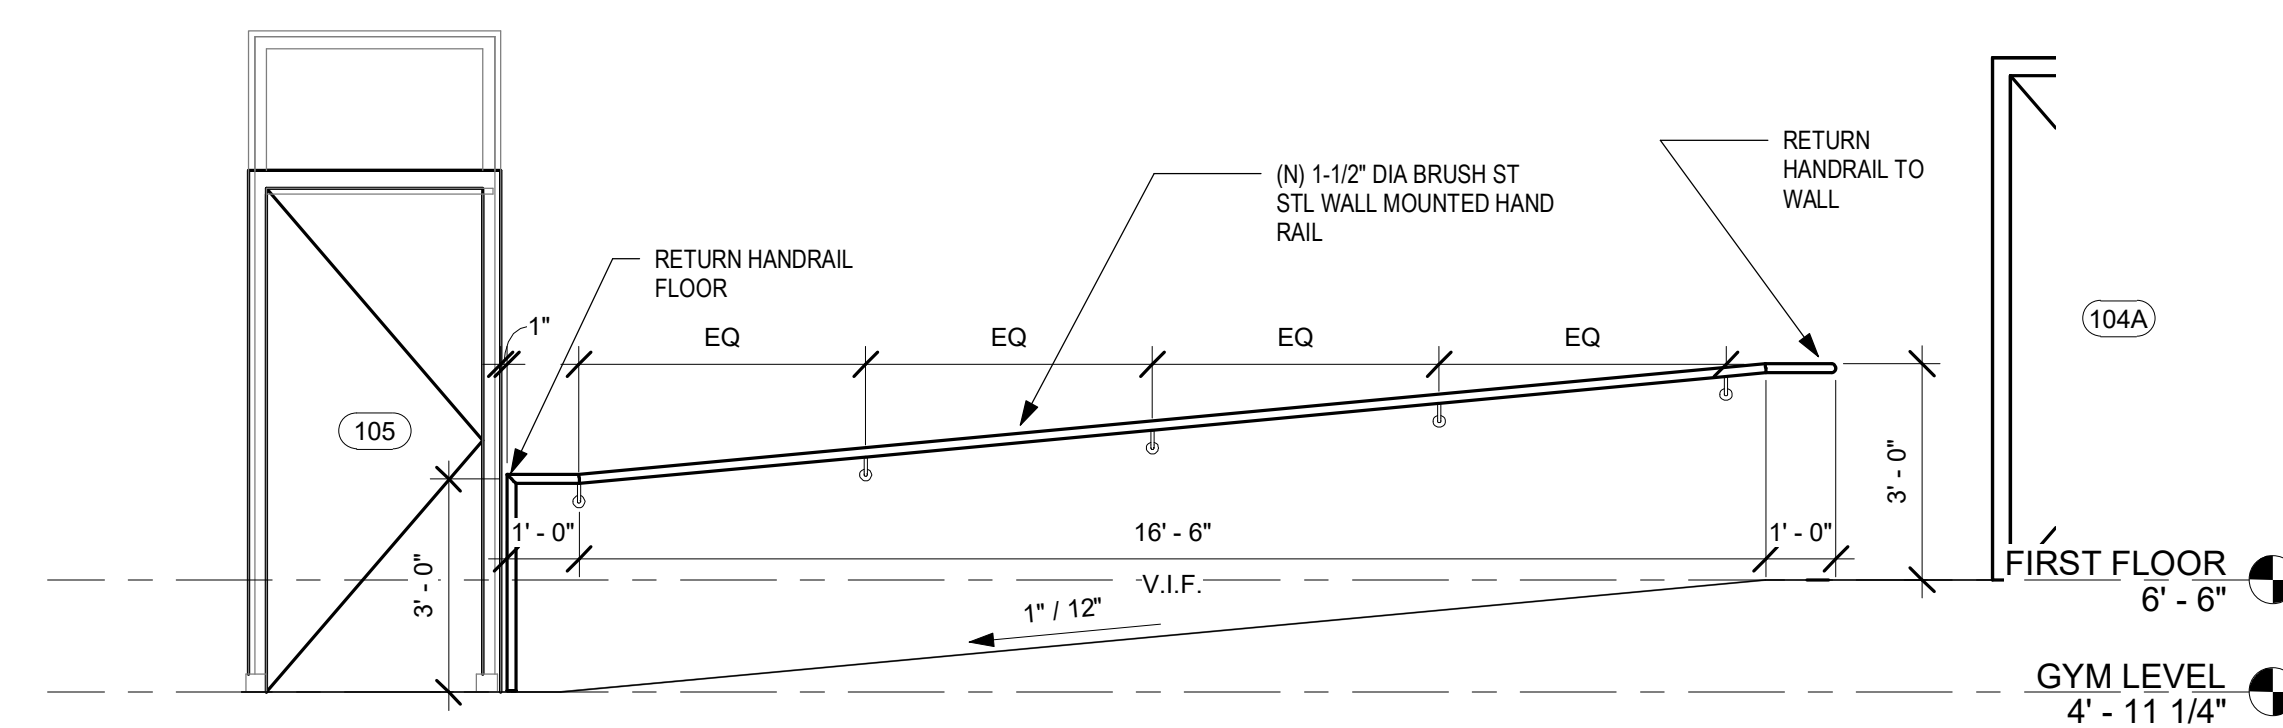 RETURN
HANDRAIL TO
WALL
(N) 1-1/2" DIA BRUSH ST
STL WALL MOUNTED HAND
RAIL
RETURN HANDRAIL
FLOOR
1"
EQ
EQ
EQ
EQ
104A
105
3' - 0"
1' - 0"
16' - 6"
1' - 0"
3' - 0"
V.I.F.
1" / 12"
FIRST FLOOR
6' - 6"
GYM LEVEL
4' - 11 1/4"